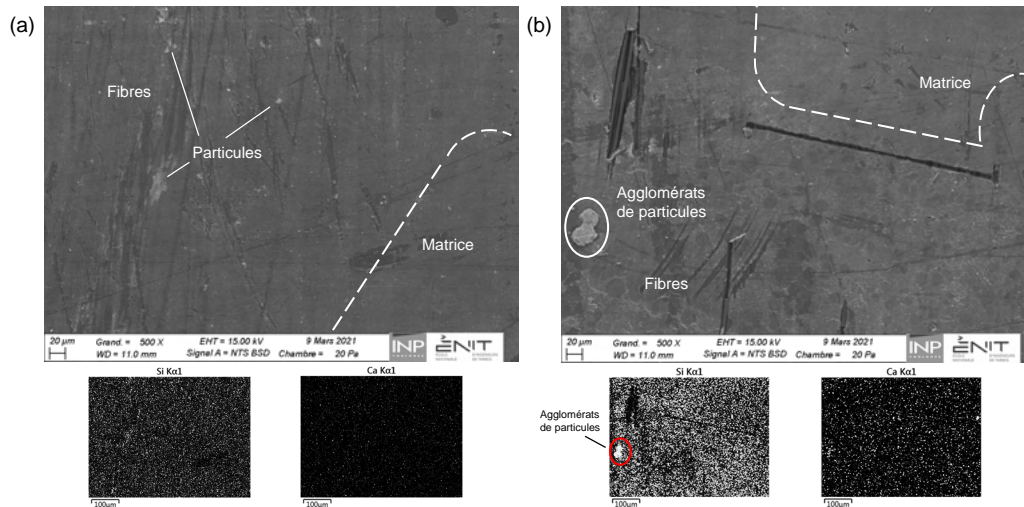 (a)
Fibres
Particules
Matrice
20 µm
Grand. = 500 X
EHT = 15.00 kV
9 Mars 2021
WD = 11.0 mm
Signal A = NTS BSD
Chambre = 20 Pa
INP
ENIT
Si Kα1
Ca Kα1
100µm
100µm
(b)
Matrice
Agglomérats
de particules
Fibres
20 µm
Grand. = 500 X
EHT = 15.00 kV
9 Mars 2021
WD = 11.0 mm
Signal A = NTS BSD
Chambre = 20 Pa
INP
ENIT
Si Kα1
Ca Kα1
Agglomérats
de particules
100µm
100µm